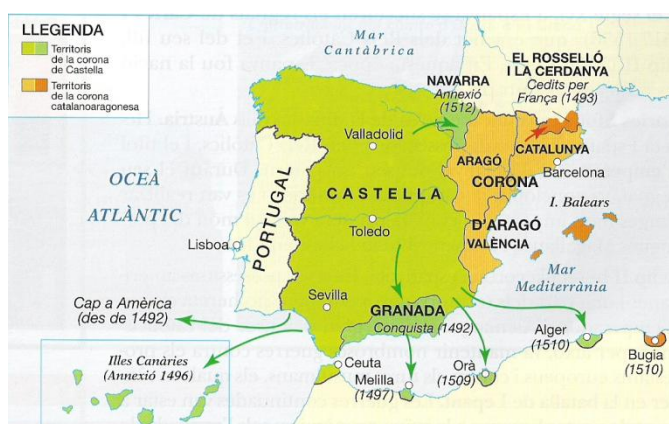 LLEGENDA
Territoris
de la corona
de Castella
Territoris
de la corona
catalanoaragonesa
Mar
Cantàbrica
NAVARRA
Annexió
(1512)
EL ROSSELLÓ
I LA CERDANYA
Cedits per
França (1493)
Valladolid
CATALUNYA
ARAGÓ
Barcelona
CORONA
OCEÀ
ATLÀNTIC
PORTUGAL
CASTELLA
I. Balears
D'ARAGÓ
Toledo
VALÈNCIA
Lisboa
Mar
Mediterrània
Sevilla
Cap a Amèrica
(des de 1492)
GRANADA
Conquista (1492)
Alger
(1510)
Bugia
(1510)
Illes Canàries
(Annexió 1496)
Ceuta
Melilla
(1497)
Orà
(1509)